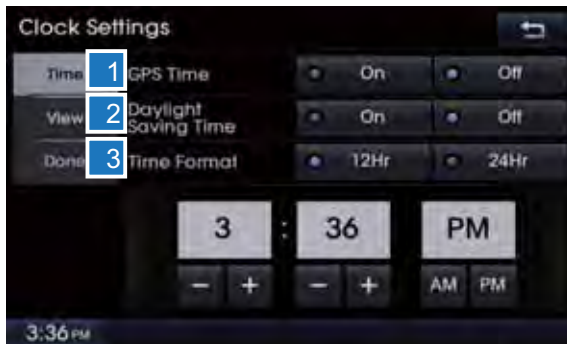 Clock Settings
Time 1 GPS Time On Off
View 2 Daylight Saving Time On Off
Done 3 Time Format 12Hr 24Hr
3 : 36 PM
− + − + AM PM
3:36 PM